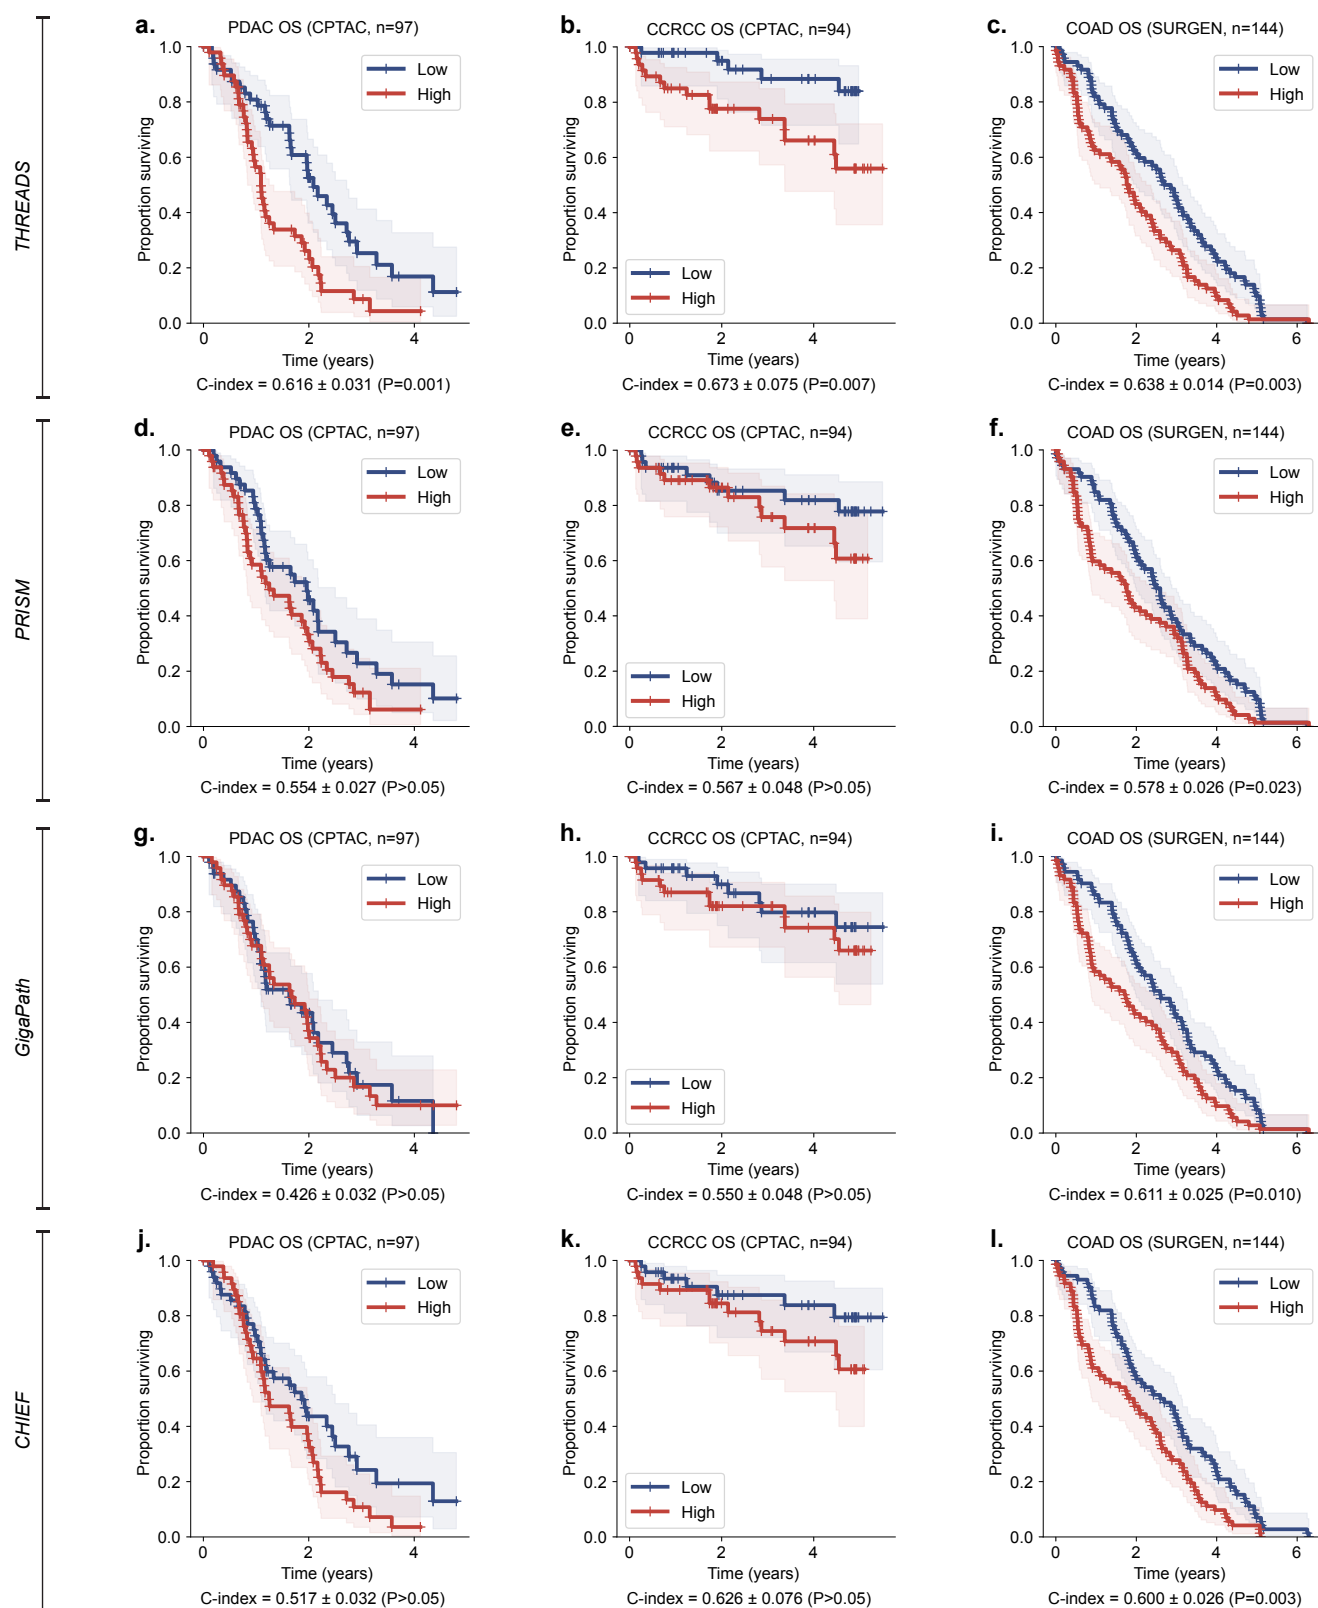 THREADS
a.
PDAC OS (CPTAC, n=97)
Proportion surviving
1.0
0.8
0.6
0.4
0.2
0.0
Low
High
0 2 4
Time (years)
C-index = 0.616 ± 0.031 (P=0.001)
b.
CCRCC OS (CPTAC, n=94)
Proportion surviving
1.0
0.8
0.6
0.4
0.2
0.0
Low
High
0 2 4
Time (years)
C-index = 0.673 ± 0.075 (P=0.007)
c.
COAD OS (SURGEN, n=144)
Proportion surviving
1.0
0.8
0.6
0.4
0.2
0.0
Low
High
0 2 4 6
Time (years)
C-index = 0.638 ± 0.014 (P=0.003)
PRISM
d.
PDAC OS (CPTAC, n=97)
Proportion surviving
1.0
0.8
0.6
0.4
0.2
0.0
Low
High
0 2 4
Time (years)
C-index = 0.554 ± 0.027 (P>0.05)
e.
CCRCC OS (CPTAC, n=94)
Proportion surviving
1.0
0.8
0.6
0.4
0.2
0.0
Low
High
0 2 4
Time (years)
C-index = 0.567 ± 0.048 (P>0.05)
f.
COAD OS (SURGEN, n=144)
Proportion surviving
1.0
0.8
0.6
0.4
0.2
0.0
Low
High
0 2 4 6
Time (years)
C-index = 0.578 ± 0.026 (P=0.023)
GigaPath
g.
PDAC OS (CPTAC, n=97)
Proportion surviving
1.0
0.8
0.6
0.4
0.2
0.0
Low
High
0 2 4
Time (years)
C-index = 0.426 ± 0.032 (P>0.05)
h.
CCRCC OS (CPTAC, n=94)
Proportion surviving
1.0
0.8
0.6
0.4
0.2
0.0
Low
High
0 2 4
Time (years)
C-index = 0.550 ± 0.048 (P>0.05)
i.
COAD OS (SURGEN, n=144)
Proportion surviving
1.0
0.8
0.6
0.4
0.2
0.0
Low
High
0 2 4 6
Time (years)
C-index = 0.611 ± 0.025 (P=0.010)
CHIEF
j.
PDAC OS (CPTAC, n=97)
Proportion surviving
1.0
0.8
0.6
0.4
0.2
0.0
Low
High
0 2 4
Time (years)
C-index = 0.517 ± 0.032 (P>0.05)
k.
CCRCC OS (CPTAC, n=94)
Proportion surviving
1.0
0.8
0.6
0.4
0.2
0.0
Low
High
0 2 4
Time (years)
C-index = 0.626 ± 0.076 (P>0.05)
l.
COAD OS (SURGEN, n=144)
Proportion surviving
1.0
0.8
0.6
0.4
0.2
0.0
Low
High
0 2 4 6
Time (years)
C-index = 0.600 ± 0.026 (P=0.003)